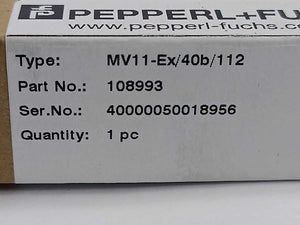 PEPPERL+FU
www.pepperl-fuchs.co
Type: MV11-Ex/40b/112
Part No.: 108993
Ser.No.: 40000050018956
Quantity: 1 pc